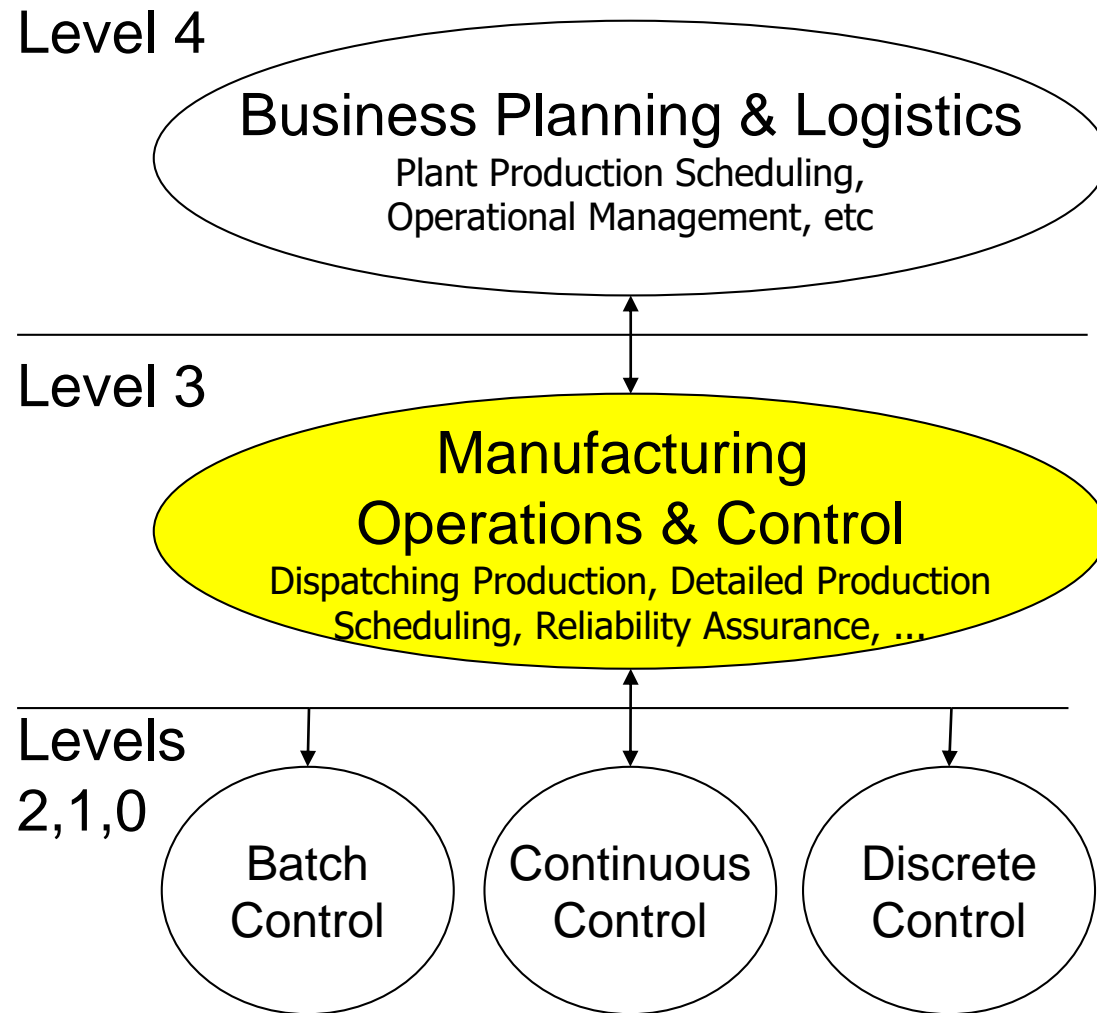 Level 4
Business Planning & Logistics
Plant Production Scheduling,
Operational Management, etc
Level 3
Manufacturing
Operations & Control
Dispatching Production, Detailed Production
Scheduling, Reliability Assurance, ...
Levels
2,1,0
Batch
Control
Continuous
Control
Discrete
Control